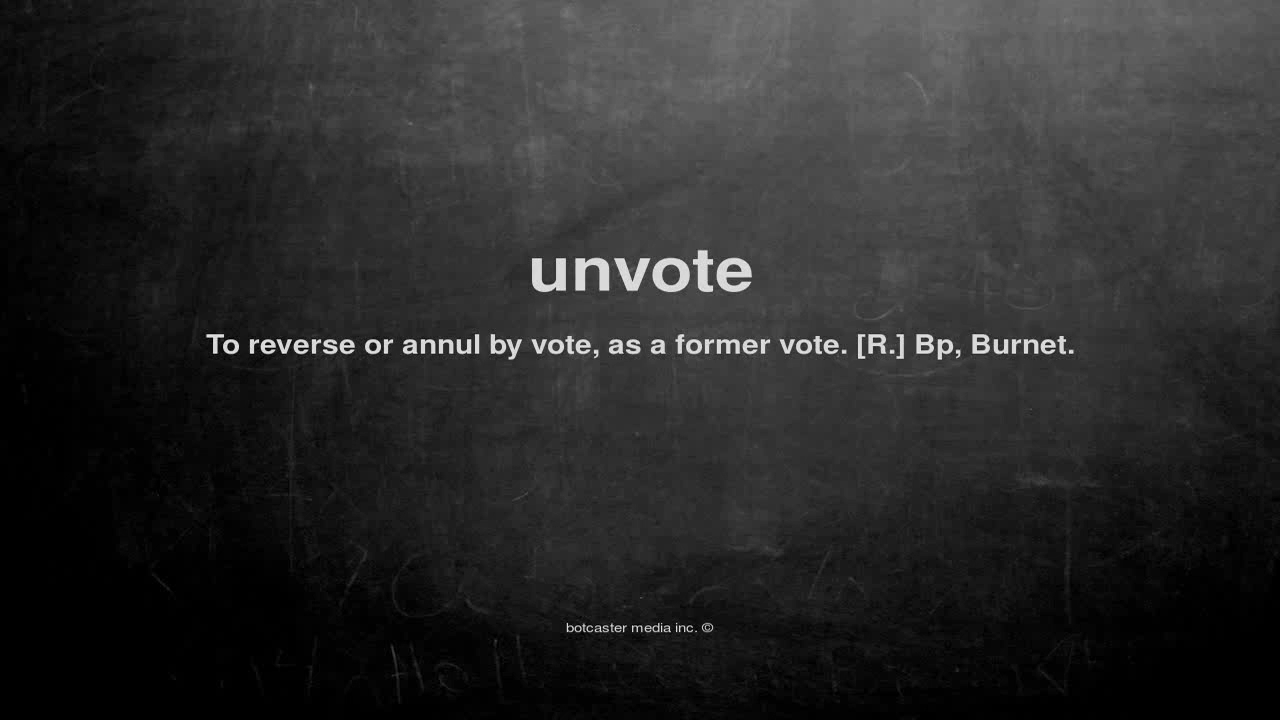 unvote
To reverse or annul by vote, as a former vote. [R.] Bp, Burnet.
botcaster media inc. ©